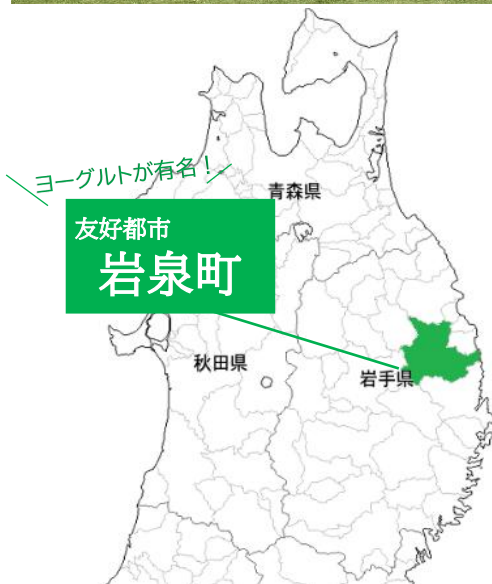 ヨーグルトが有名！
青森県
友好都市
岩泉町
秋田県
岩手県